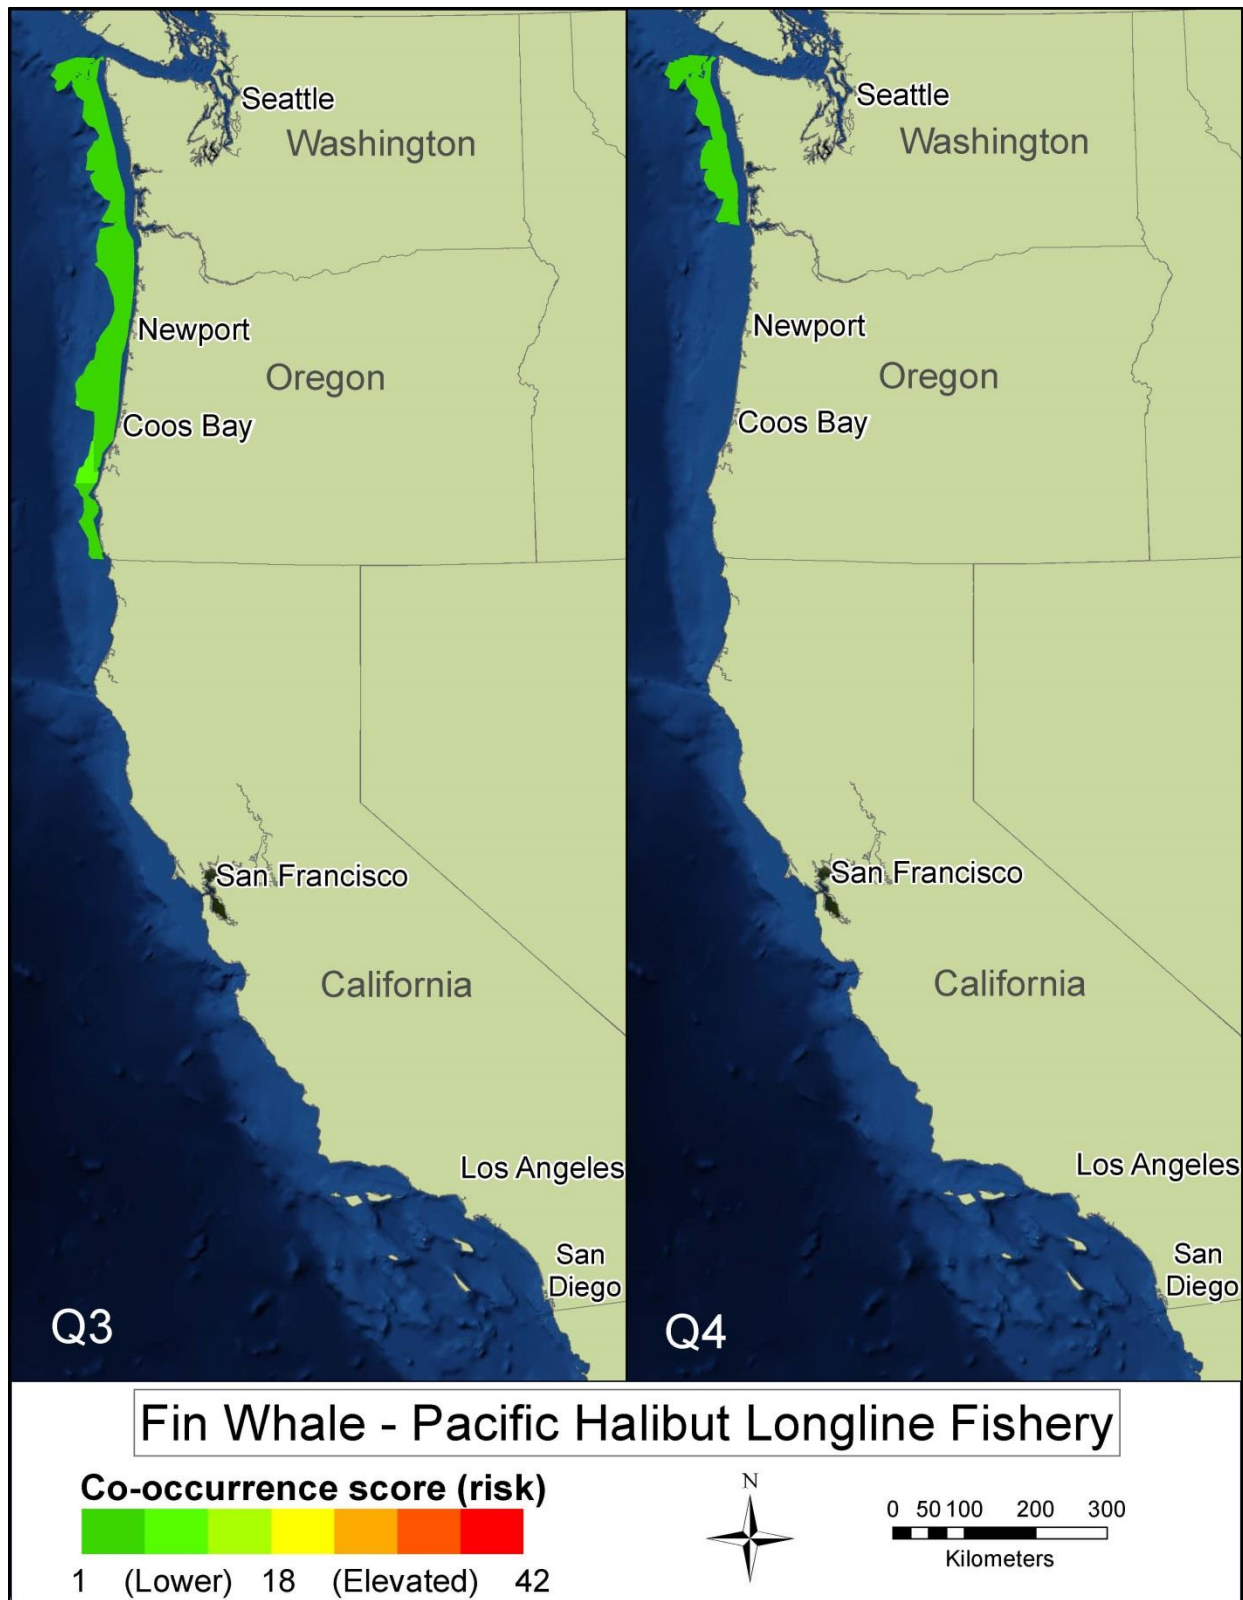 Seattle
Washington
Newport
Oregon
Coos Bay
San Francisco
California
Los Angeles
San
Diego
Q3
Seattle
Washington
Newport
Oregon
Coos Bay
San Francisco
California
Los Angeles
San
Diego
Q4
Fin Whale - Pacific Halibut Longline Fishery
Co-occurrence score (risk)
1 (Lower) 18 (Elevated) 42
N
0 50 100 200 300
Kilometers